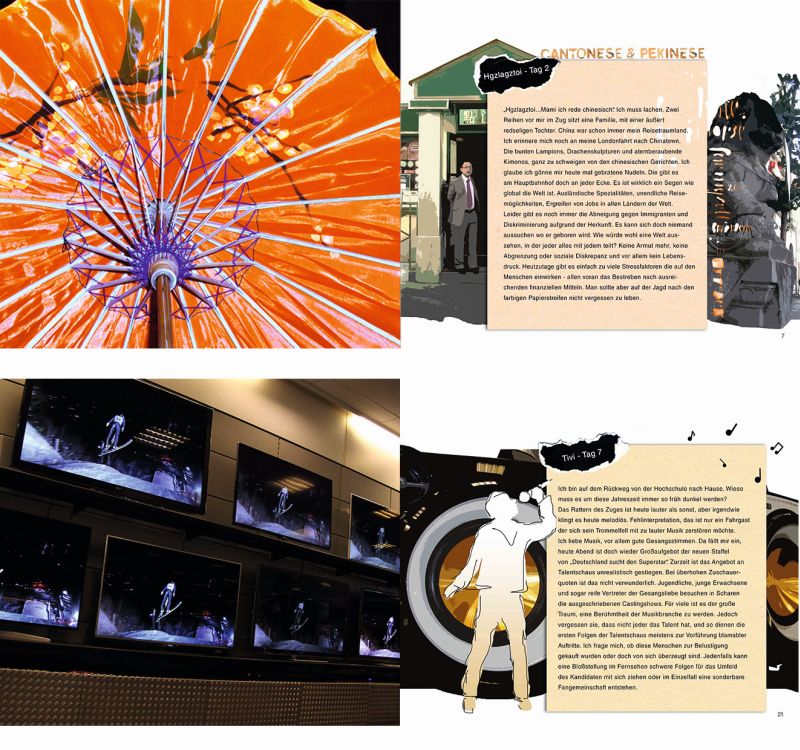 CANTONESE & PEKINESE
Hgzlagztoi - Tag 2
„Hgzlagztoi...Mami ich rede chinesisch“. Ich muss lachen. Zwei
Reihen vor mir im Zug sitzt eine Familie, mit einer äußert
redseligen Tochter. China war schon immer mein Reisetraumland.
Ich erinnere mich noch an meine Londonfahrt nach Chinatown.
Die bunten Lampions, Drachenskulpturen und atemberaubende
Kimonos, ganz zu schweigen von den chinesischen Gerichten. Ich
glaube ich gönne mir heute mal gebratene Nudeln. Die gibt es
am Hauptbahnhof doch an jeder Ecke. Es ist wirklich ein Segen wie
global die Welt ist. Ausländische Spezialitäten, unendliche Reise-
möglichkeiten, Ergreifen von Jobs in allen Ländern der Welt.
Leider gibt es noch immer die Abneigung gegen Immigranten und
Diskriminierung aufgrund der Herkunft. Es kann sich doch niemand
aussuchen wo er geboren wird. Wie würde wohl eine Welt aus-
sehen, in der jeder alles mit jedem teilt? Keine Armut mehr, keine
Abgrenzung oder soziale Diskrepanz und vor allem kein Lebens-
druck. Heutzutage gibt es einfach zu viele Stressfaktoren die auf den
Menschen einwirken - allen voran das Bestreben nach ausrei-
chenden finanziellen Mitteln. Man sollte aber auf der Jagd nach den
farbigen Papierstreifen nicht vergessen zu leben.
7
Tivi - Tag 7
Ich bin auf dem Rückweg von der Hochschule nach Hause. Wieso
muss es um diese Jahreszeit immer so früh dunkel werden?
Das Rattern des Zuges ist heute lauter als sonst, aber irgendwie
klingt es heute melodiös. Fehlinterpretation, das ist nur ein Fahrgast
der sich sein Trommelfell mit zu lauter Musik zerstören möchte.
Ich liebe Musik, vor allem gute Gesangsstimmen. Da fällt mir ein,
heute Abend ist doch wieder Großaufgebot der neuen Staffel
von „Deutschland sucht den Superstar“. Zurzeit ist das Angebot an
Talentschaus unrealistisch gestiegen. Bei überhohen Zuschauer-
quoten ist das nicht verwunderlich. Jugendliche, junge Erwachsene
und sogar reife Vertreter der Gesangsliebe besuchen in Scharen
die ausgeschriebenen Castingshows. Für viele ist es der große
Traum, eine Berühmtheit der Musikbranche zu werden. Jedoch
vergessen sie, dass nicht jeder das Talent hat, und so dienen die
ersten Folgen der Talentschaus meistens zur Vorführung blamabler
Auftritte. Ich frage mich, ob diese Menschen zur Belustigung
gekauft wurden oder doch von sich überzeugt sind. Jedenfalls kann
eine Bloßstellung im Fernsehen schwere Folgen für das Umfeld
des Kandidaten mit sich ziehen oder im Einzelfall eine sonderbare
Fangemeinschaft entstehen.
21